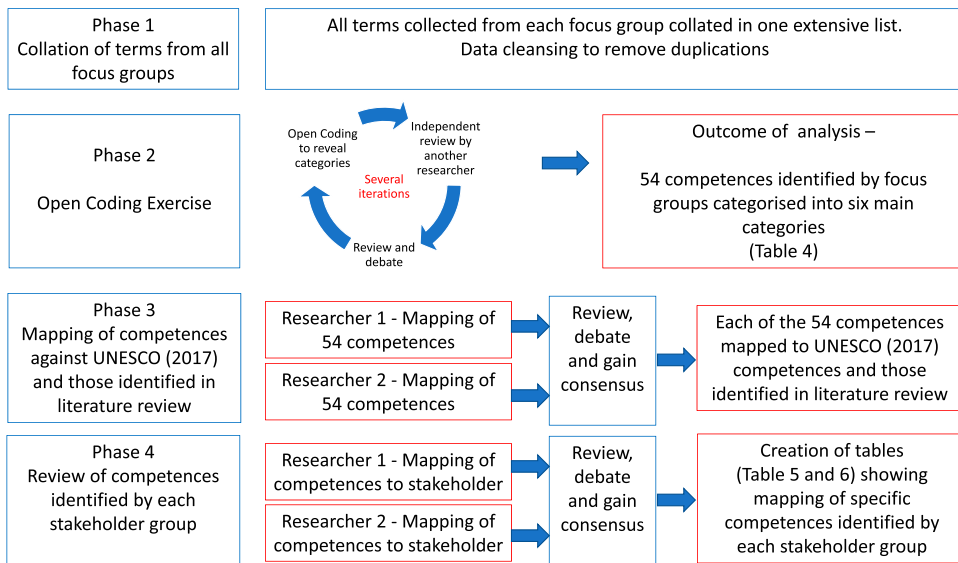 Phase 1
Collation of terms from all
focus groups
All terms collected from each focus group collated in one extensive list.
Data cleansing to remove duplications
Phase 2
Open Coding Exercise
Open Coding
to reveal
categories
Independent
review by
another
researcher
Several
iterations
Review and
debate
Outcome of analysis –
54 competences identified by focus
groups categorised into six main
categories
(Table 4)
Phase 3
Mapping of competences
against UNESCO (2017)
and those identified in
literature review
Researcher 1 - Mapping of
54 competences
Researcher 2 - Mapping of
54 competences
Review,
debate
and gain
consensus
Each of the 54 competences
mapped to UNESCO (2017)
competences and those
identified in literature review
Phase 4
Review of competences
identified by each
stakeholder group
Researcher 1 - Mapping of
competences to stakeholder
Researcher 2 - Mapping of
competences to stakeholder
Review,
debate
and gain
consensus
Creation of tables
(Table 5 and 6) showing
mapping of specific
competences identified by
each stakeholder group